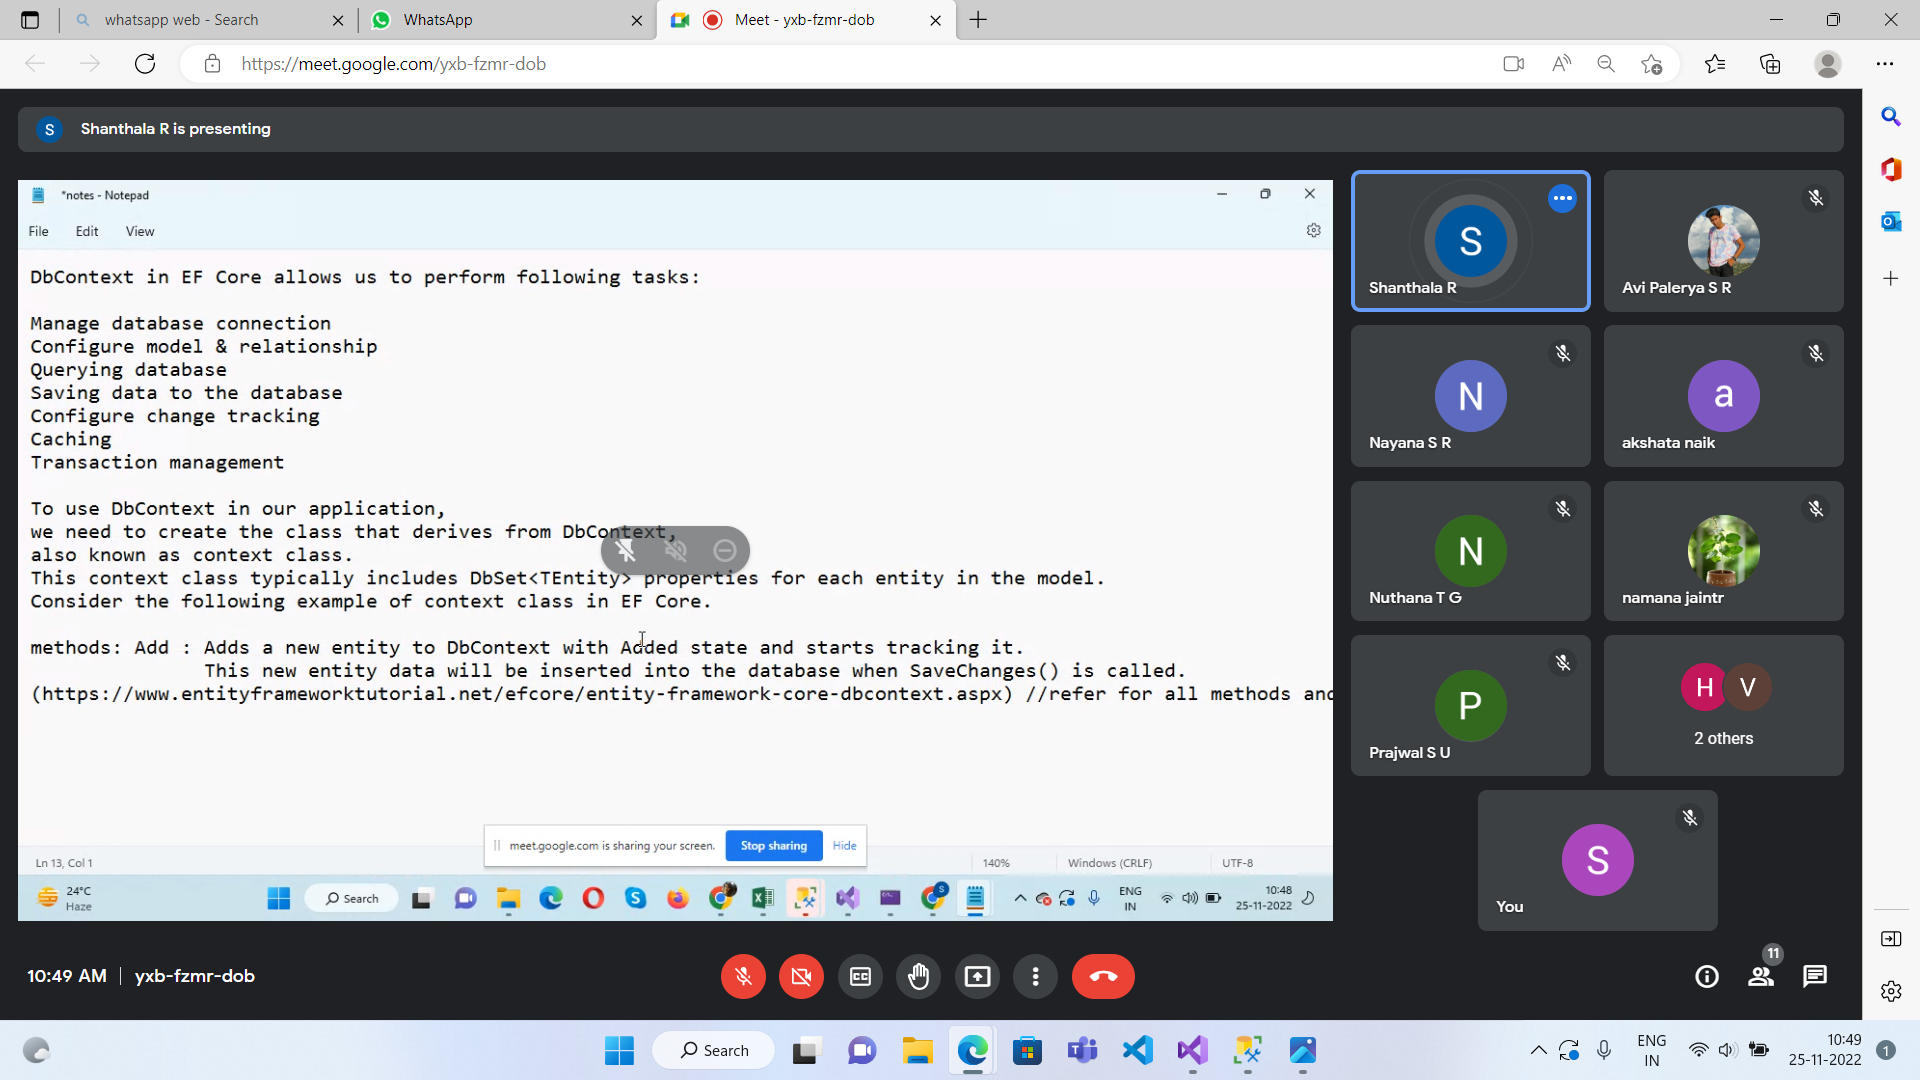 whatsapp web - Search
WhatsApp
Meet - yxb-fzmr-dob
https://meet.google.com/yxb-fzmr-dob
S
Shanthala R is presenting
*notes - Notepad
File Edit View
DbContext in EF Core allows us to perform following tasks:
Manage database connection
Configure model & relationship
Querying database
Saving data to the database
Configure change tracking
Caching
Transaction management
To use DbContext in our application,
we need to create the class that derives from DbContext,
also known as context class.
This context class typically includes DbSet<TEntity> properties for each entity in the model.
Consider the following example of context class in EF Core.
methods: Add : Adds a new entity to DbContext with Added state and starts tracking it.
This new entity data will be inserted into the database when SaveChanges() is called.
(https://www.entityframeworktutorial.net/efcore/entity-framework-core-dbcontext.aspx) //refer for all methods and
meet.google.com is sharing your screen. Stop sharing Hide
Ln 13, Col 1
140%
Windows (CRLF)
UTF-8
24°C
Haze
Search
ENG
IN
10:48
25-11-2022
S
Shanthala R
Avi Palerya S R
N
Nayana S R
a
akshata naik
N
Nuthana T G
namana jaintr
P
Prajwal S U
H V
2 others
S
You
10:49 AM | yxb-fzmr-dob
CC
11
Search
ENG
IN
10:49
25-11-2022
1